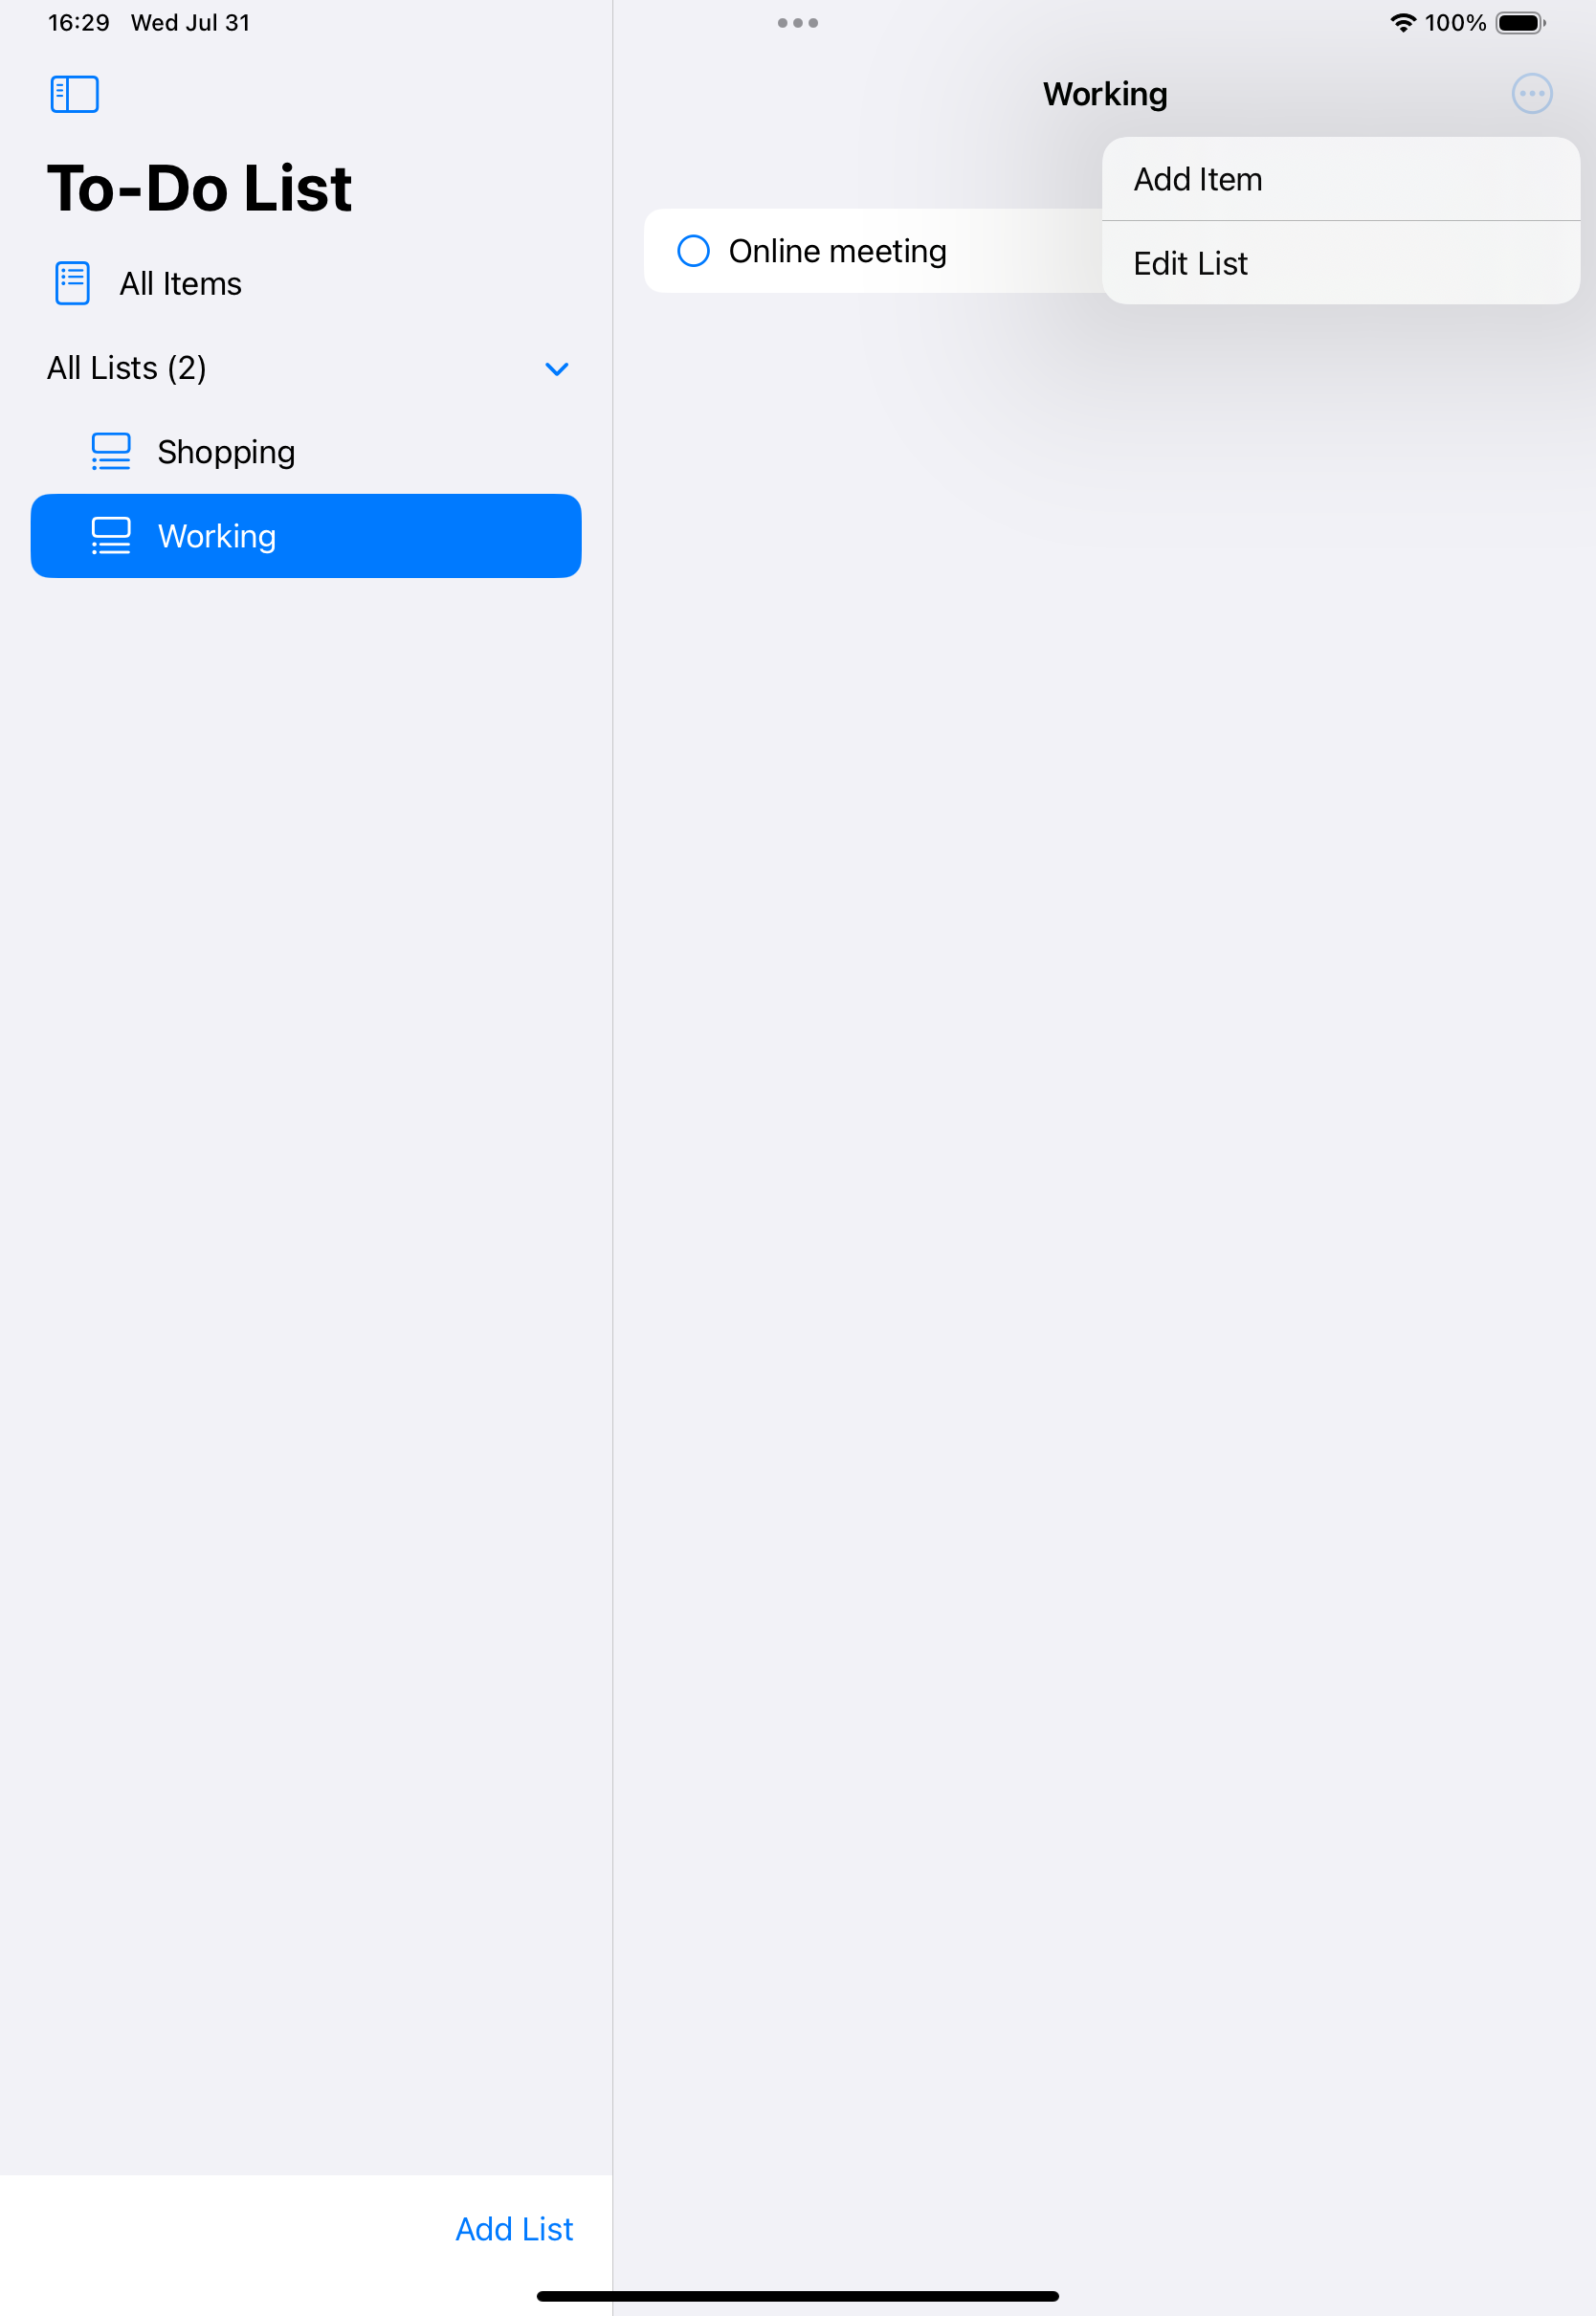 16:29 Wed Jul 31
100%
To-Do List
All Items
All Lists (2)
Shopping
Working
Add List
Working
Add Item
Edit List
Online meeting